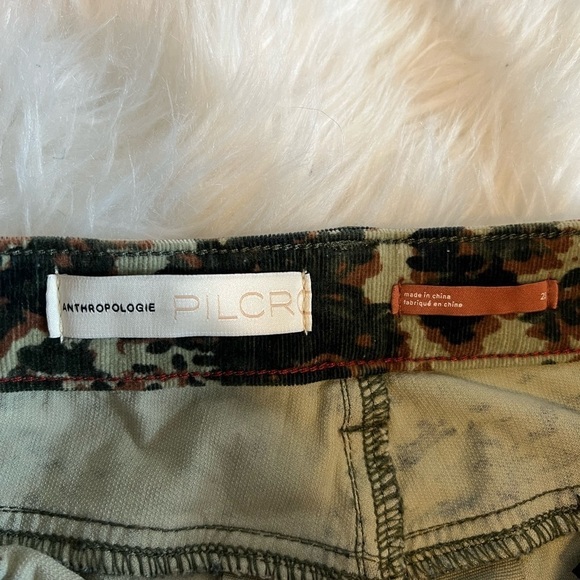 ANTHROPOLOGIE PILCRO
made in china
fabriqué en chine